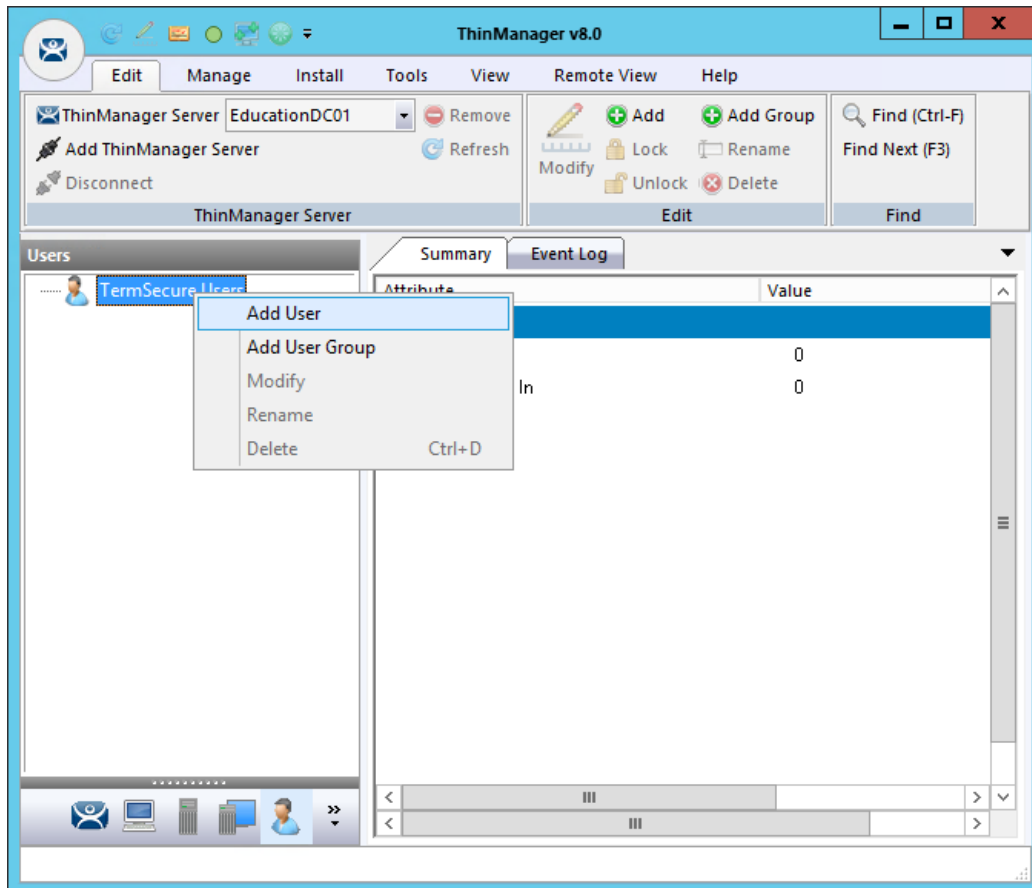 ThinManager v8.0
Edit Manage Install Tools View Remote View Help
ThinManager Server EducationDC01 Remove
Add ThinManager Server Refresh
Disconnect
ThinManager Server
Modify
Add Add Group
Lock Rename
Unlock Delete
Edit
Find (Ctrl-F)
Find Next (F3)
Find
Users
TermSecure Users
Add User
Add User Group
Modify
Rename
Delete Ctrl+D
Summary Event Log
Attribute Value
0
In 0